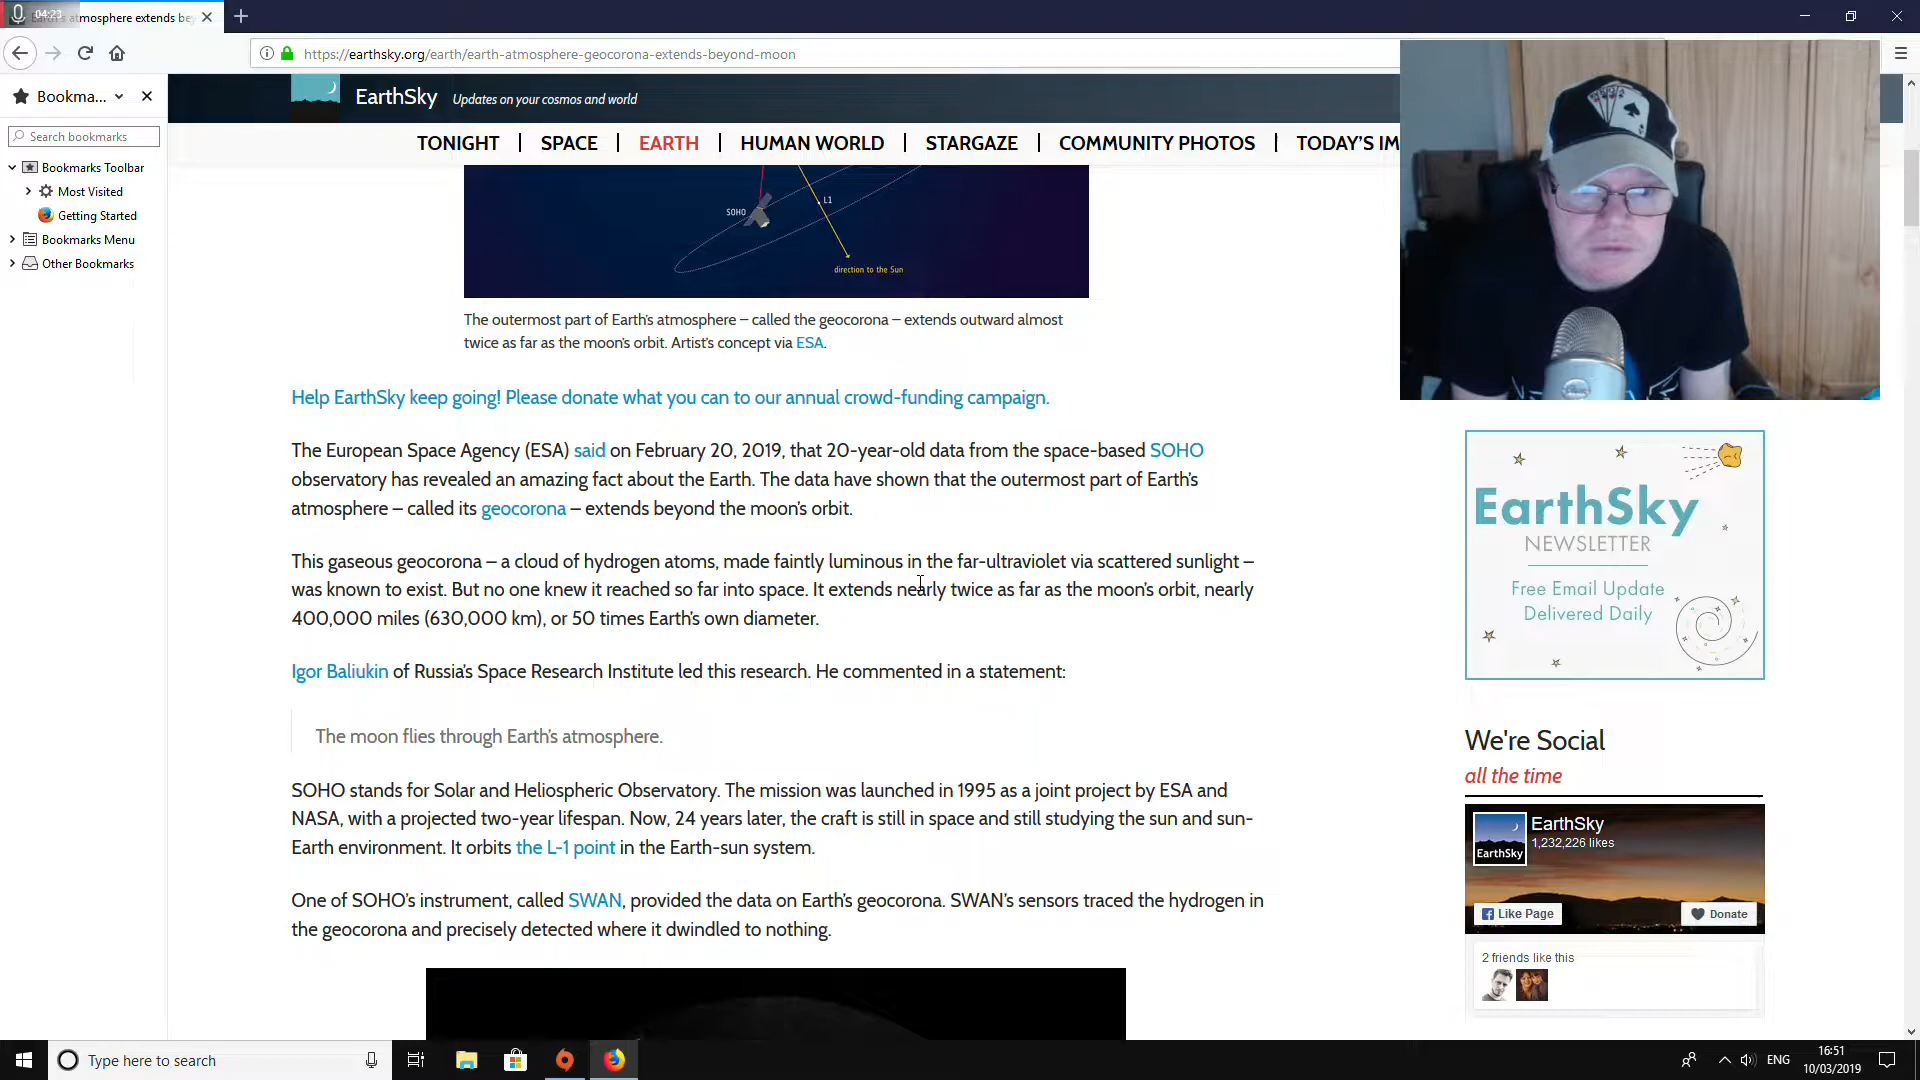 04:23
Earth's atmosphere extends bey
https://earthsky.org/earth/earth-atmosphere-geocorona-extends-beyond-moon
Bookma...
Search bookmarks
Bookmarks Toolbar
Most Visited
Getting Started
Bookmarks Menu
Other Bookmarks
EarthSky Updates on your cosmos and world
TONIGHT | SPACE | EARTH | HUMAN WORLD | STARGAZE | COMMUNITY PHOTOS | TODAY'S IM
SOHO
L1
direction to the Sun
The outermost part of Earth's atmosphere – called the geocorona – extends outward almost
twice as far as the moon's orbit. Artist's concept via ESA.
Help EarthSky keep going! Please donate what you can to our annual crowd-funding campaign.
The European Space Agency (ESA) said on February 20, 2019, that 20-year-old data from the space-based SOHO
observatory has revealed an amazing fact about the Earth. The data have shown that the outermost part of Earth's
atmosphere – called its geocorona – extends beyond the moon's orbit.
This gaseous geocorona – a cloud of hydrogen atoms, made faintly luminous in the far-ultraviolet via scattered sunlight –
was known to exist. But no one knew it reached so far into space. It extends nearly twice as far as the moon's orbit, nearly
400,000 miles (630,000 km), or 50 times Earth's own diameter.
Igor Baliukin of Russia's Space Research Institute led this research. He commented in a statement:
The moon flies through Earth's atmosphere.
SOHO stands for Solar and Heliospheric Observatory. The mission was launched in 1995 as a joint project by ESA and
NASA, with a projected two-year lifespan. Now, 24 years later, the craft is still in space and still studying the sun and sun-
Earth environment. It orbits the L-1 point in the Earth-sun system.
One of SOHO's instrument, called SWAN, provided the data on Earth's geocorona. SWAN's sensors traced the hydrogen in
the geocorona and precisely detected where it dwindled to nothing.
EarthSky
NEWSLETTER
Free Email Update
Delivered Daily
We're Social
all the time
EarthSky
EarthSky
1,232,226 likes
Like Page
Donate
2 friends like this
Type here to search
ENG
16:51
10/03/2019